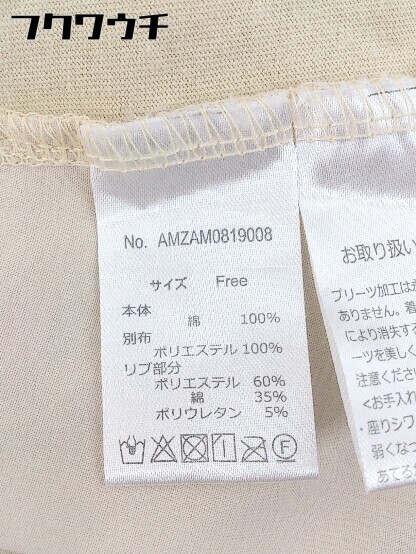 フクワウチ
No. AMZAM0819008
サイズ Free
本体
綿 100%
別布
ポリエステル 100%
リブ部分
ポリエステル 60%
綿 35%
ポリウレタン 5%
お取り扱い
プリーツ加工は
ありません。着
により消失す
ーツを美しく
注意ください
<お手入れ
・座りシワ
弱くなっ
あてる